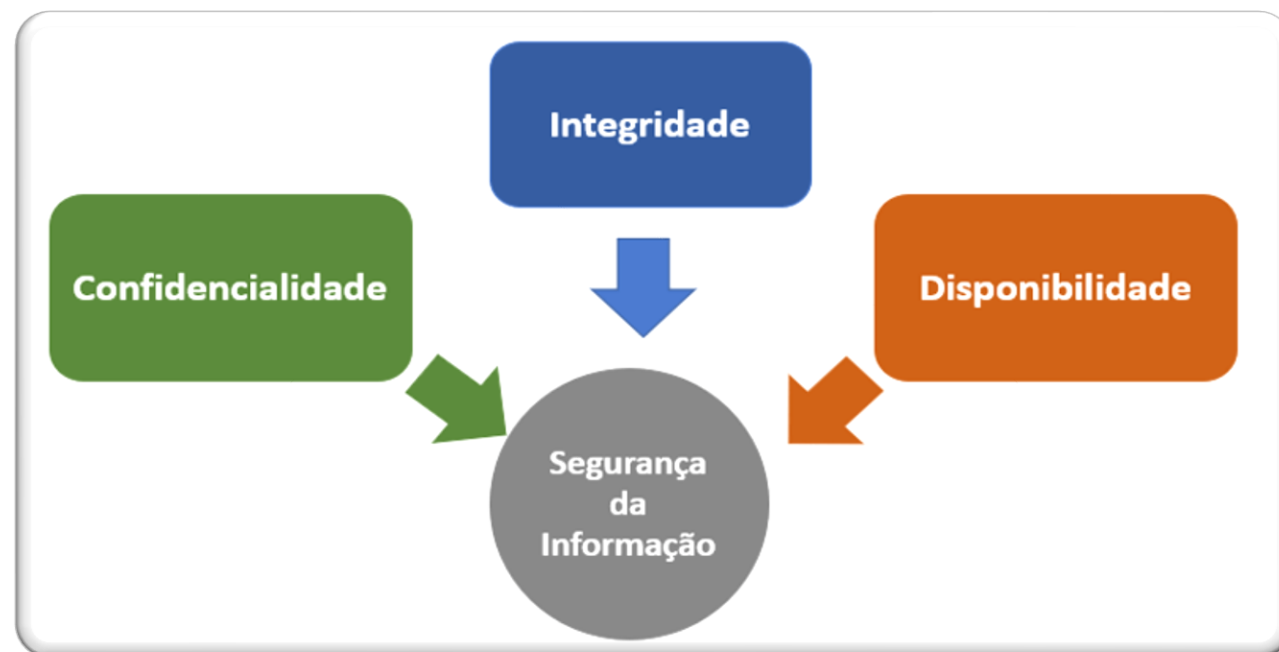 Integridade
Confidencialidade
Disponibilidade
Segurança
da
Informação